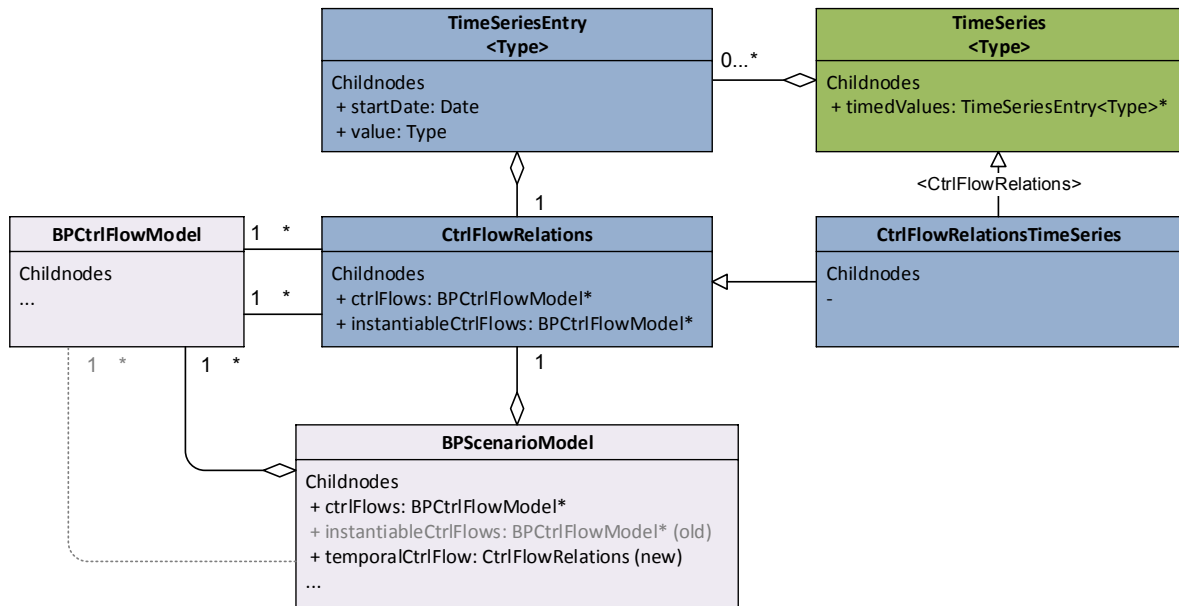 TimeSeriesEntry
<Type>
Childnodes
+ startDate: Date
+ value: Type
0...*
TimeSeries
<Type>
Childnodes
+ timedValues: TimeSeriesEntry<Type>*
1
<CtrlFlowRelations>
BPCtrlFlowModel
Childnodes
...
1 *
1 *
CtrlFlowRelations
Childnodes
+ ctrlFlows: BPCtrlFlowModel*
+ instantiableCtrlFlows: BPCtrlFlowModel*
CtrlFlowRelationsTimeSeries
Childnodes
-
1 *
1 *
1
BPScenarioModel
Childnodes
+ ctrlFlows: BPCtrlFlowModel*
+ instantiableCtrlFlows: BPCtrlFlowModel* (old)
+ temporalCtrlFlow: CtrlFlowRelations (new)
...